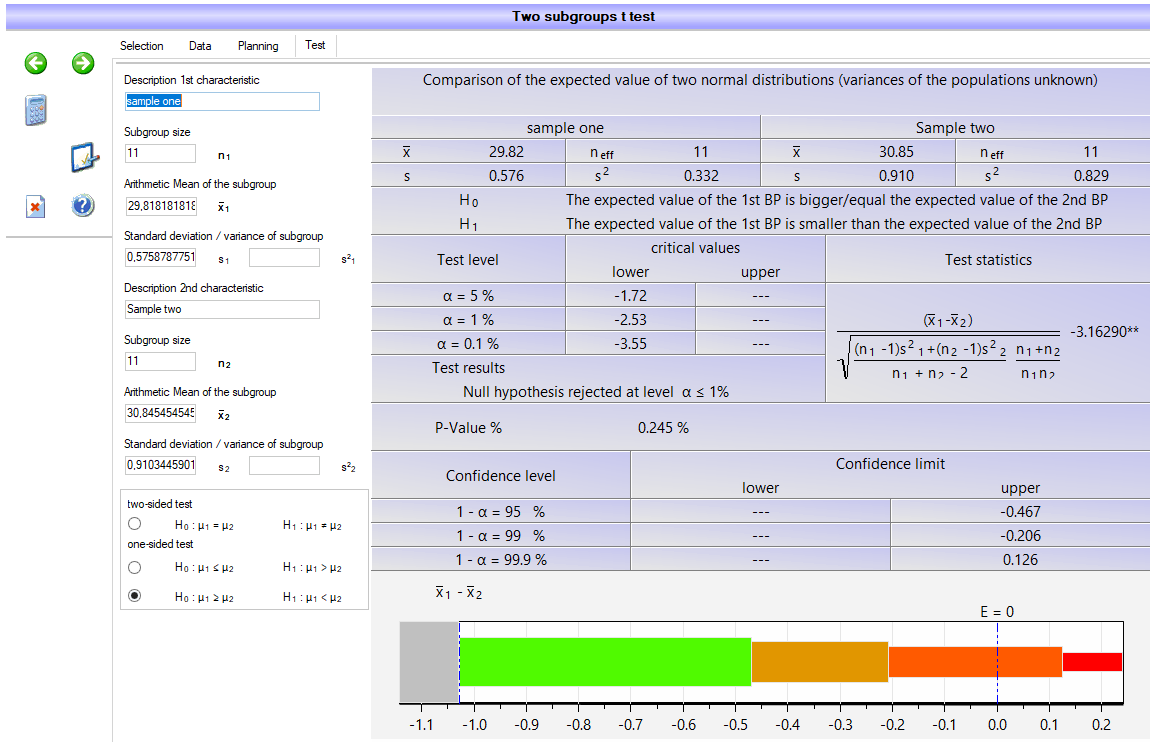 Two subgroups t test
Selection Data Planning Test
Description 1st characteristic
sample one
Subgroup size
11 n₁
Arithmetic Mean of the subgroup
29,818181818 x̅₁
Standard deviation / variance of subgroup
0,5758787751 s₁ s²₁
Description 2nd characteristic
Sample two
Subgroup size
11 n₂
Arithmetic Mean of the subgroup
30,845454545 x̅₂
Standard deviation / variance of subgroup
0,9103445901 s₂ s²₂
two-sided test
H₀ : μ₁ = μ₂ H₁ : μ₁ ≠ μ₂
one-sided test
H₀ : μ₁ ≤ μ₂ H₁ : μ₁ > μ₂
H₀ : μ₁ ≥ μ₂ H₁ : μ₁ < μ₂
Comparison of the expected value of two normal distributions (variances of the populations unknown)
sample one Sample two
x̅ 29.82 n eff 11 x̅ 30.85 n eff 11
s 0.576 s² 0.332 s 0.910 s² 0.829
H₀ The expected value of the 1st BP is bigger/equal the expected value of the 2nd BP
H₁ The expected value of the 1st BP is smaller than the expected value of the 2nd BP
Test level critical values Test statistics
lower upper
α = 5 % -1.72 ---
α = 1 % -2.53 ---
α = 0.1 % -3.55 ---
(x̅₁-x̅₂)
-3.16290**
(n₁ -1)s²₁+(n₂ -1)s²₂ n₁+n₂
n₁ + n₂ - 2 n₁n₂
Test results
Null hypothesis rejected at level α ≤ 1%
P-Value % 0.245 %
Confidence level Confidence limit
lower upper
1 - α = 95 % --- -0.467
1 - α = 99 % --- -0.206
1 - α = 99.9 % --- 0.126
x̅₁ - x̅₂
E = 0
-1.1 -1.0 -0.9 -0.8 -0.7 -0.6 -0.5 -0.4 -0.3 -0.2 -0.1 0.0 0.1 0.2